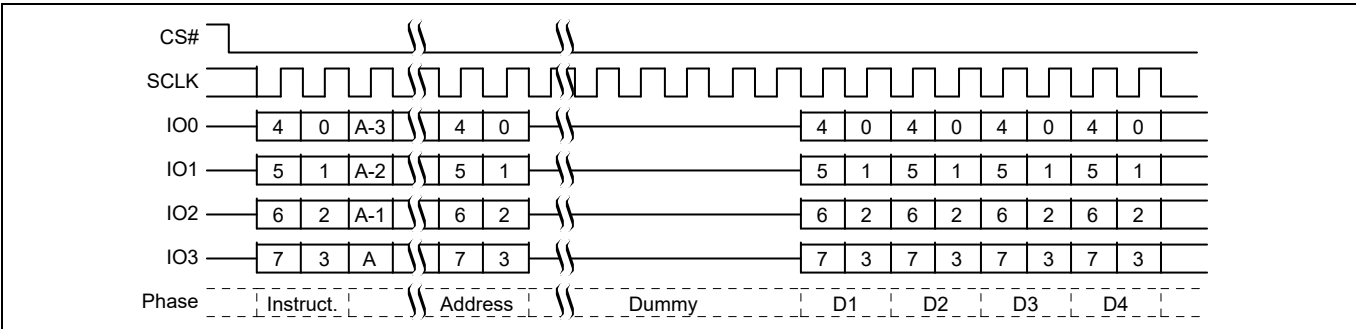 CS#
SCLK
IO0 4 0 A-3 4 0 4 0 4 0 4 0 4 0
IO1 5 1 A-2 5 1 5 1 5 1 5 1 5 1
IO2 6 2 A-1 6 2 6 2 6 2 6 2 6 2
IO3 7 3 A 7 3 7 3 7 3 7 3 7 3
Phase Instruct. Address Dummy D1 D2 D3 D4